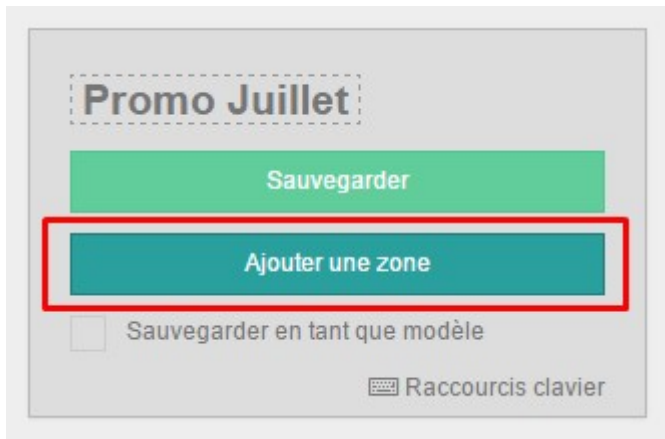 Promo Juillet
Sauvegarder
Ajouter une zone
Sauvegarder en tant que modèle
Raccourcis clavier